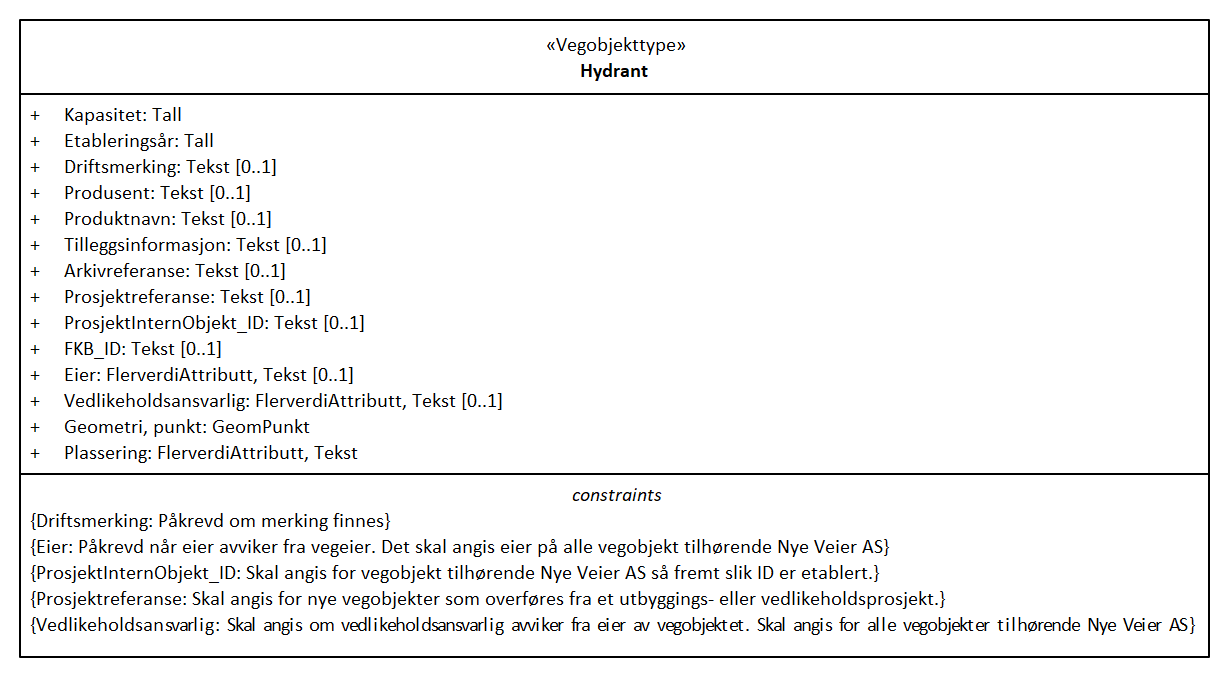 «Vegobjekttype»
Hydrant
+ Kapasitet: Tall
+ Etableringsår: Tall
+ Driftsmerking: Tekst [0..1]
+ Produsent: Tekst [0..1]
+ Produktnavn: Tekst [0..1]
+ Tilleggsinformasjon: Tekst [0..1]
+ Arkivreferanse: Tekst [0..1]
+ Prosjektreferanse: Tekst [0..1]
+ ProsjektInternObjekt_ID: Tekst [0..1]
+ FKB_ID: Tekst [0..1]
+ Eier: FlerverdiAttributt, Tekst [0..1]
+ Vedlikeholdsansvarlig: FlerverdiAttributt, Tekst [0..1]
+ Geometri, punkt: GeomPunkt
+ Plassering: FlerverdiAttributt, Tekst
constraints
{Driftsmerking: Påkrevd om merking finnes}
{Eier: Påkrevd når eier avviker fra vegeier. Det skal angis eier på alle vegobjekt tilhørende Nye Veier AS}
{ProsjektInternObjekt_ID: Skal angis for vegobjekt tilhørende Nye Veier AS så fremt slik ID er etablert.}
{Prosjektreferanse: Skal angis for nye vegobjekter som overføres fra et utbyggings- eller vedlikeholdsprosjekt.}
{Vedlikeholdsansvarlig: Skal angis om vedlikeholdsansvarlig avviker fra eier av vegobjektet. Skal angis for alle vegobjekter tilhørende Nye Veier AS}